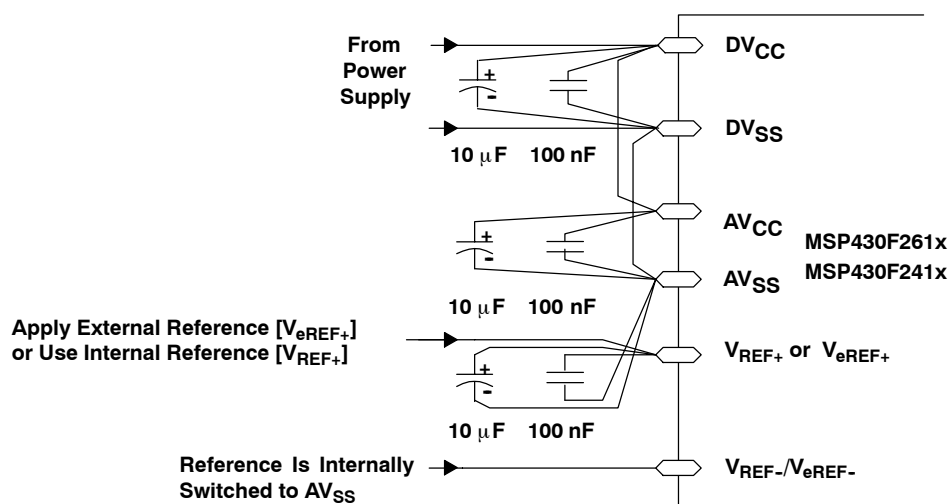 From
Power
Supply
+
-
10 μF 100 nF
DVCC
DVSS
+
-
10 μF 100 nF
AVCC
AVSS
MSP430F261x
MSP430F241x
Apply External Reference [VeREF+]
or Use Internal Reference [VREF+]
+
-
10 μF 100 nF
VREF+ or VeREF+
Reference Is Internally
Switched to AVSS
VREF-/VeREF-